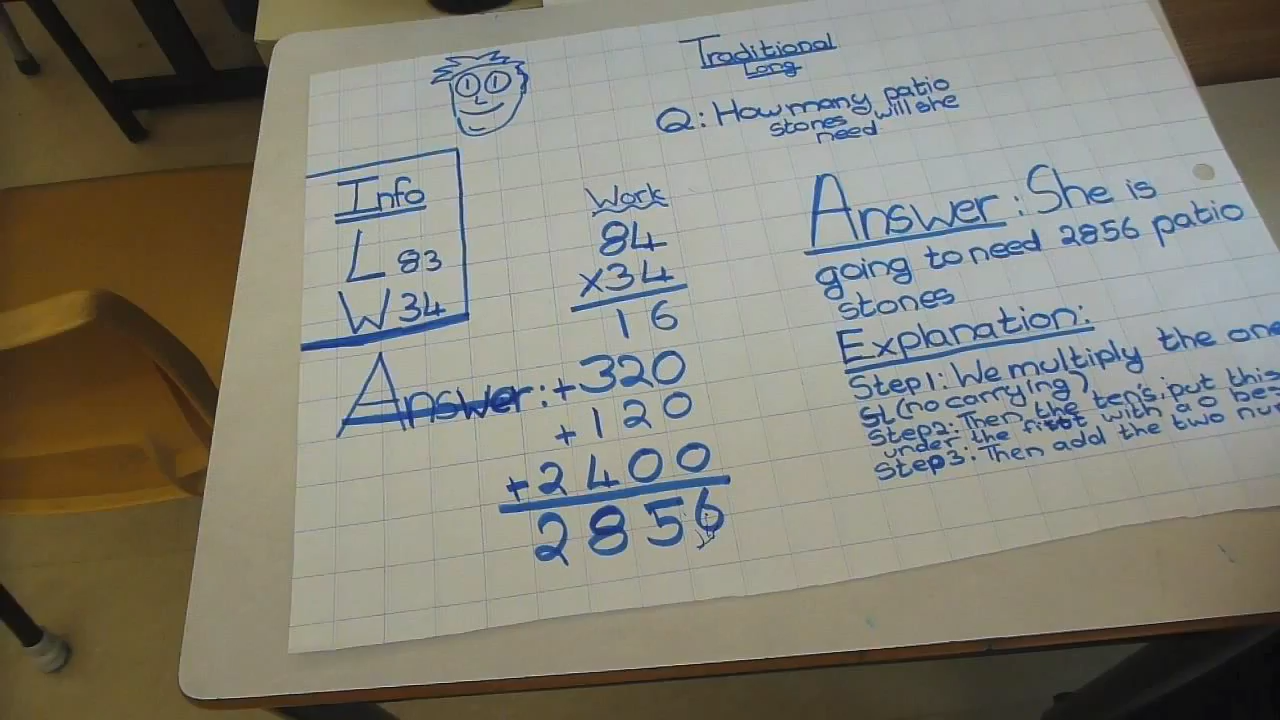 Traditional
Long
Q: How many patio
stones will she
need
Info
L 83
W 34
Work
84
x34
16
+320
+120
+2400
2856
Answer:
Answer: She is
going to need 2856 patio
stones
Explanation:
Step1: We multiply the one
(no carrying)
Step2: Then the ten's, put this
under the first with a 0
Step3: Then add the two